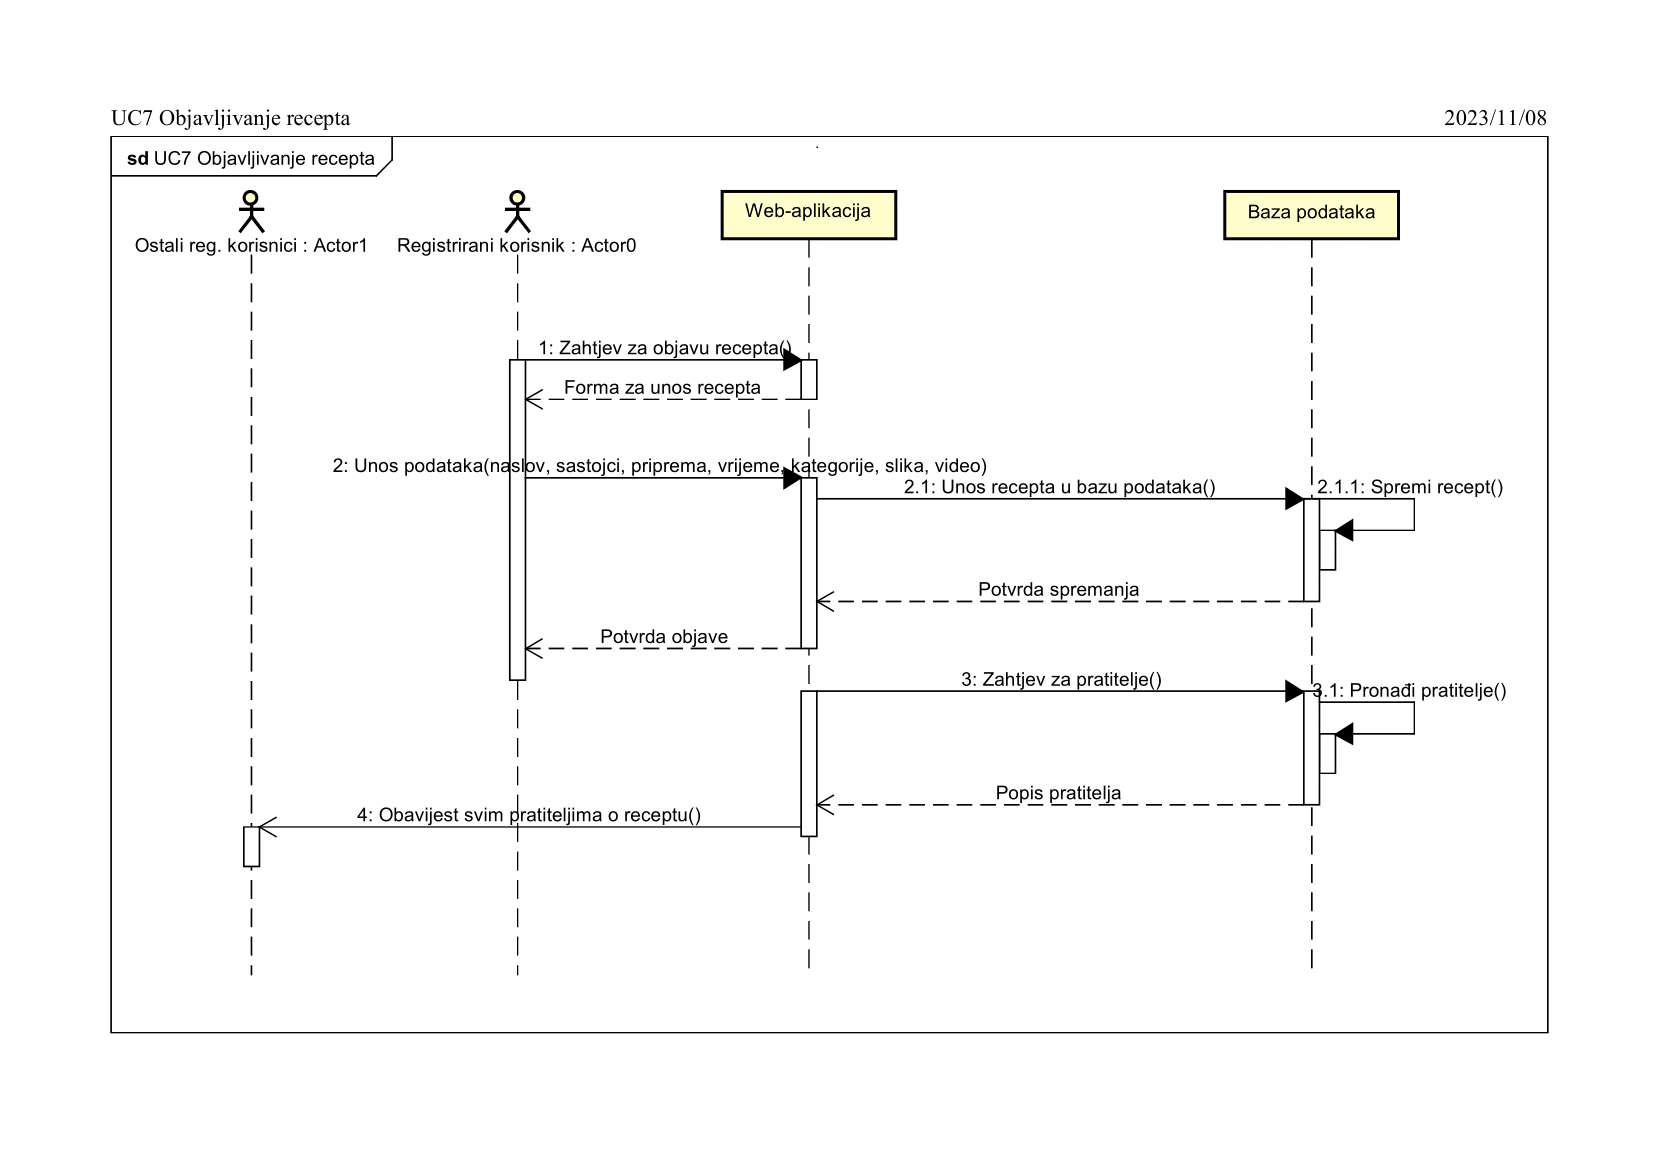 UC7 Objavljivanje recepta
2023/11/08
sd UC7 Objavljivanje recepta
Web-aplikacija
Baza podataka
Ostali reg. korisnici : Actor1
Registrirani korisnik : Actor0
1: Zahtjev za objavu recepta()
Forma za unos recepta
2: Unos podataka(naslov, sastojci, priprema, vrijeme, kategorije, slika, video)
2.1: Unos recepta u bazu podataka()
2.1.1: Spremi recept()
Potvrda spremanja
Potvrda objave
3: Zahtjev za pratitelje()
3.1: Pronađi pratitelje()
Popis pratitelja
4: Obavijest svim pratiteljima o receptu()